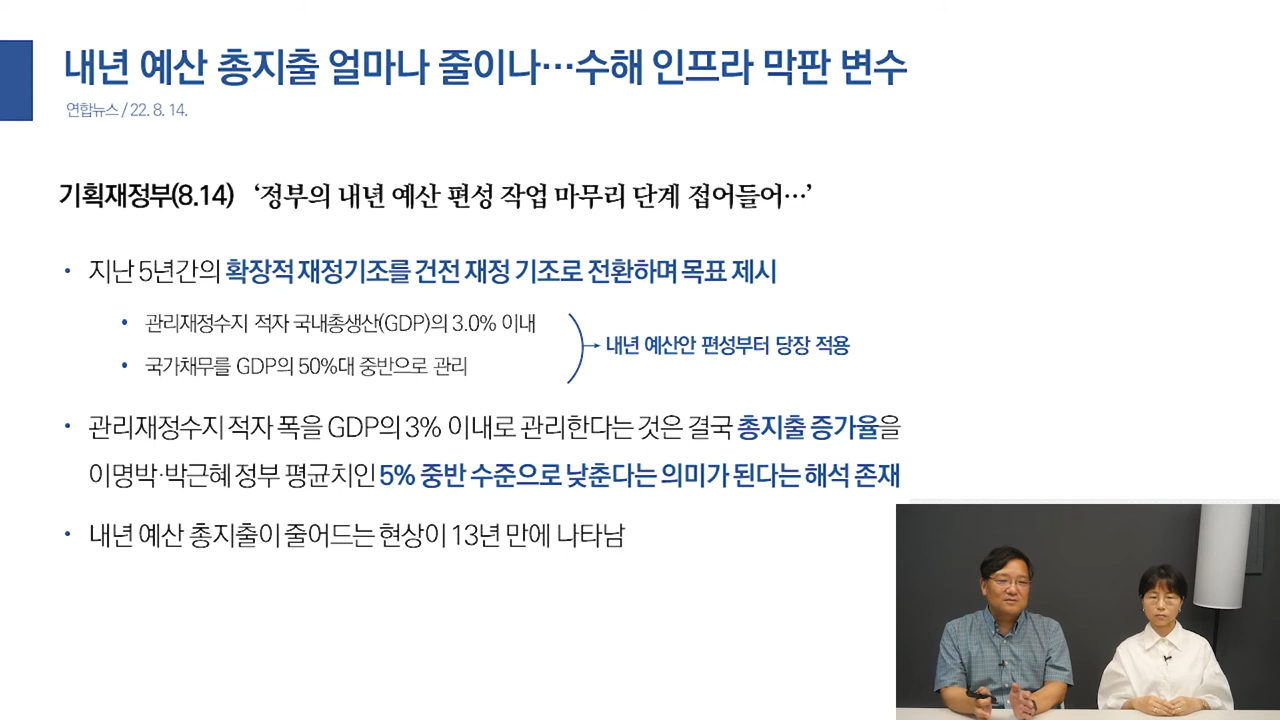 내년 예산 총지출 얼마나 줄이나…수해 인프라 막판 변수
연합뉴스 / 22. 8. 14.
기획재정부(8.14) ‘정부의 내년 예산 편성 작업 마무리 단계 접어들어…’
• 지난 5년간의 확장적 재정기조를 건전 재정 기조로 전환하며 목표 제시
• 관리재정수지 적자 국내총생산(GDP)의 3.0% 이내
• 국가채무를 GDP의 50%대 중반으로 관리
내년 예산안 편성부터 당장 적용
• 관리재정수지 적자 폭을 GDP의 3% 이내로 관리한다는 것은 결국 총지출 증가율을
이명박·박근혜 정부 평균치인 5% 중반 수준으로 낮춘다는 의미가 된다는 해석 존재
• 내년 예산 총지출이 줄어드는 현상이 13년 만에 나타남